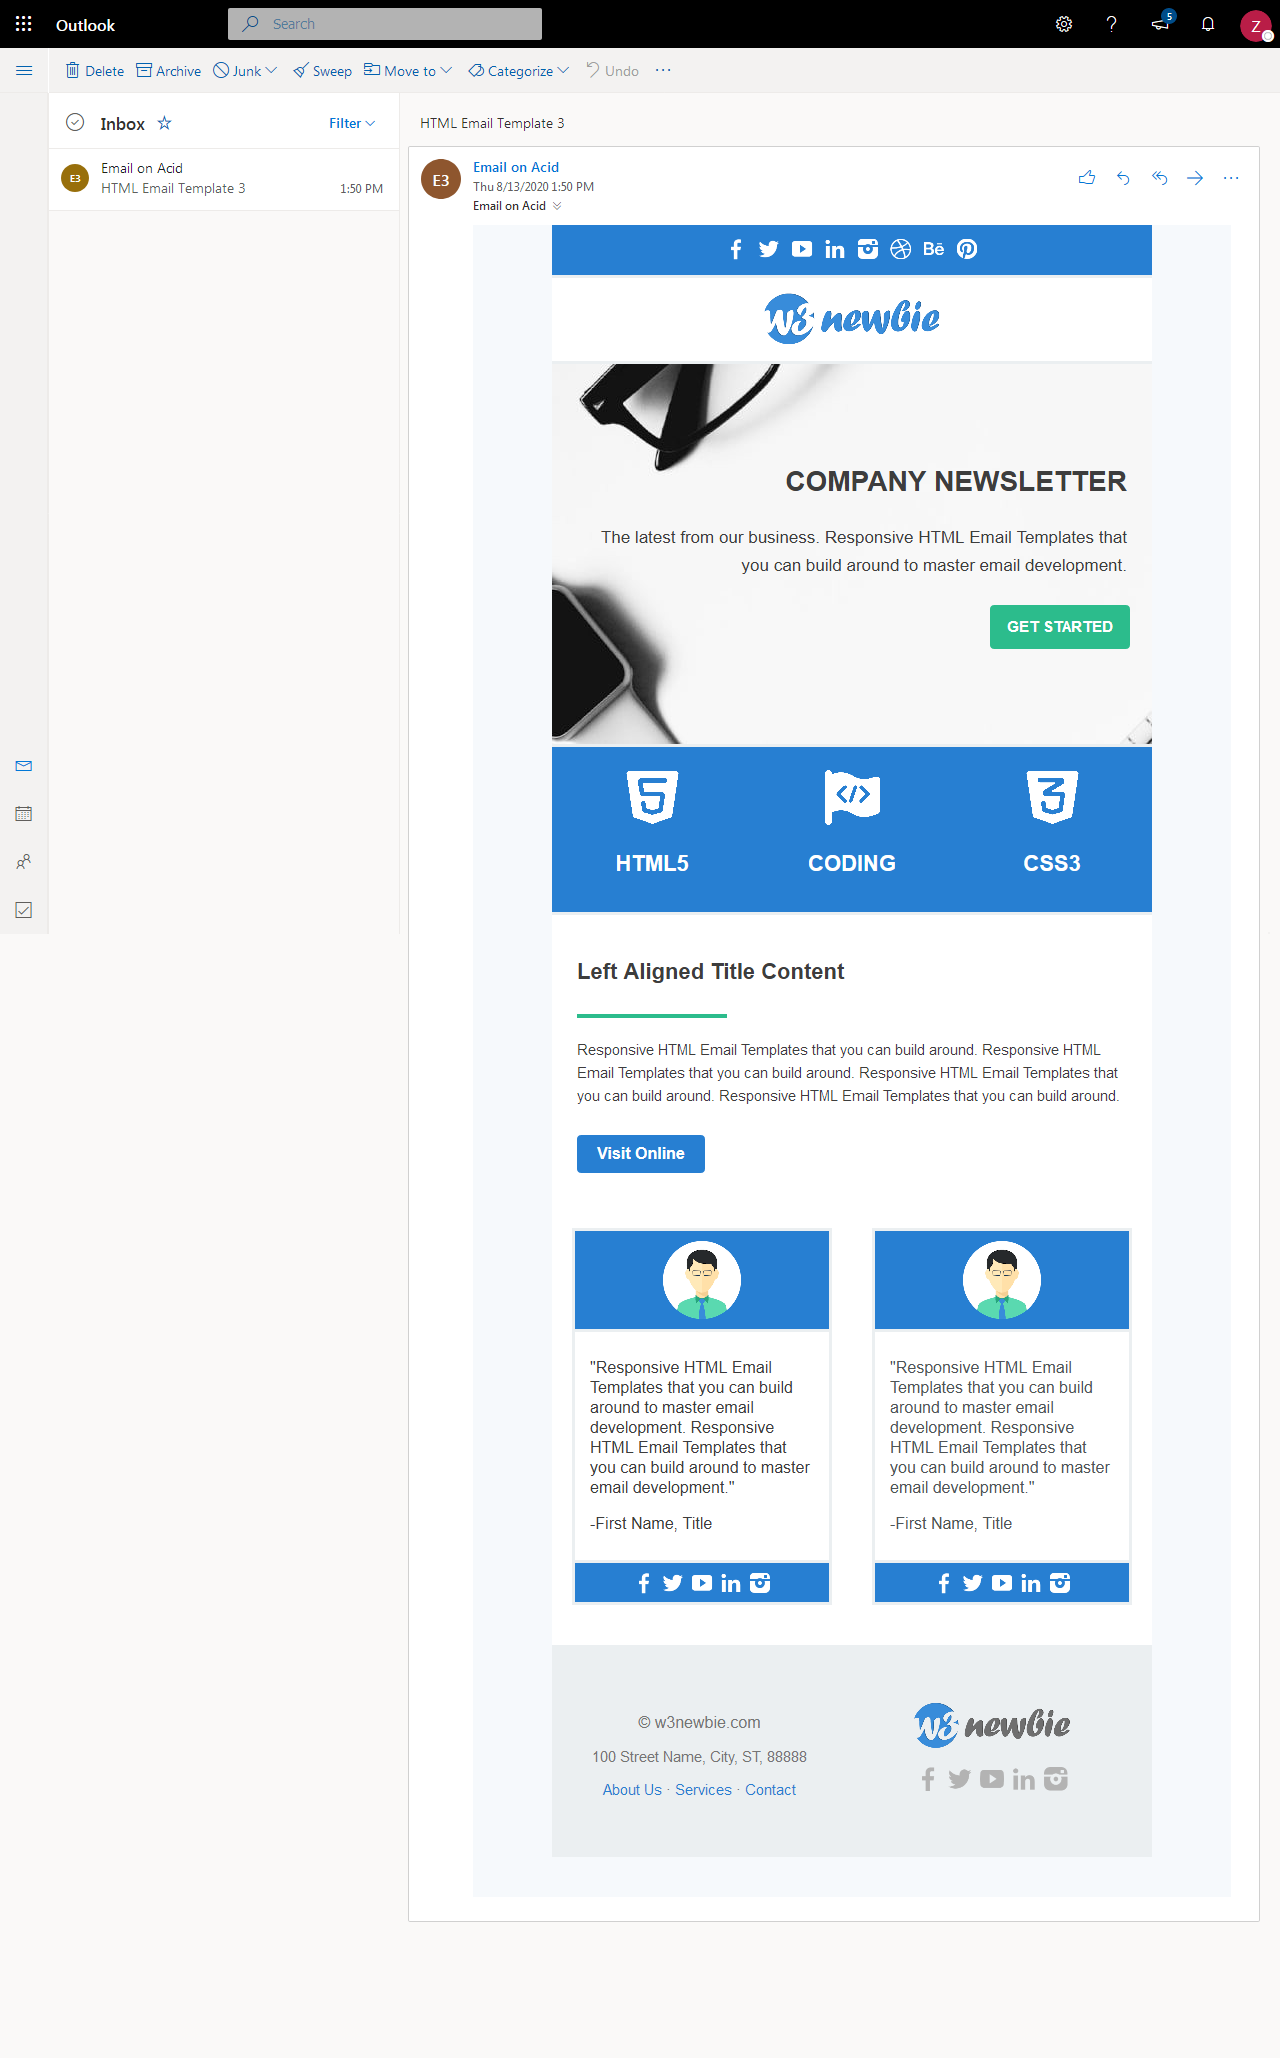 Outlook
Search
5
Z
Delete
Archive
Junk
Sweep
Move to
Categorize
Undo
Inbox
Filter
E3
Email on Acid
HTML Email Template 3
1:50 PM
HTML Email Template 3
E3
Email on Acid
Thu 8/13/2020 1:50 PM
Email on Acid
Bē
W3 newbie
COMPANY NEWSLETTER
The latest from our business. Responsive HTML Email Templates that
you can build around to master email development.
GET STARTED
5
</>
3
HTML5
CODING
CSS3
Left Aligned Title Content
Responsive HTML Email Templates that you can build around. Responsive HTML
Email Templates that you can build around. Responsive HTML Email Templates that
you can build around. Responsive HTML Email Templates that you can build around.
Visit Online
"Responsive HTML Email
Templates that you can build
around to master email
development. Responsive
HTML Email Templates that
you can build around to master
email development."
-First Name, Title
"Responsive HTML Email
Templates that you can build
around to master email
development. Responsive
HTML Email Templates that
you can build around to master
email development."
-First Name, Title
© w3newbie.com
100 Street Name, City, ST, 88888
About Us · Services · Contact
W3 newbie